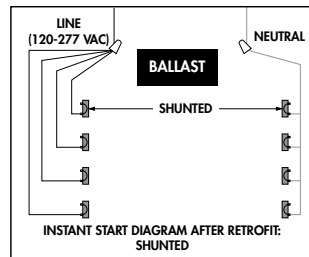 LINE
(120-277 VAC)
NEUTRAL
BALLAST
SHUNTED
INSTANT START DIAGRAM AFTER RETROFIT:
SHUNTED